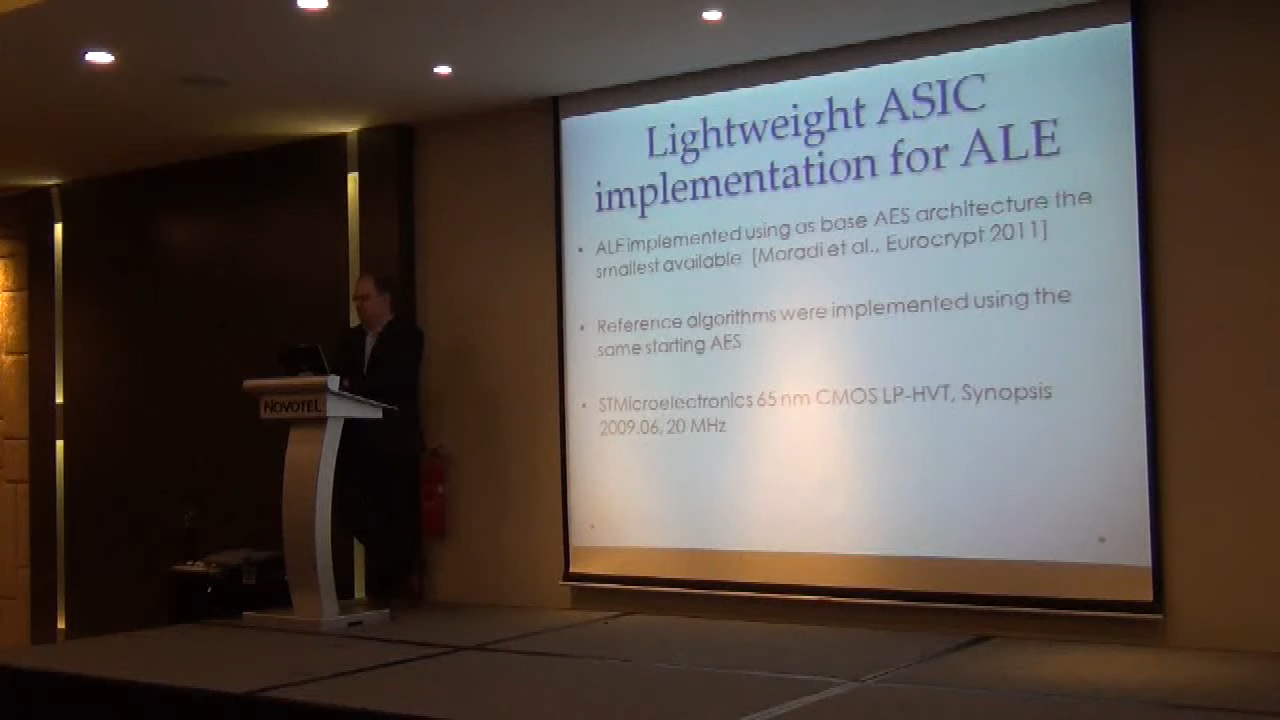 Lightweight ASIC
implementation for ALE
• ALE implemented using as base AES architecture the
smallest available [Moradi et al., Eurocrypt 2011]
• Reference algorithms were implemented using the
same starting AES
• STMicroelectronics 65 nm CMOS LP-HVT, Synopsis
2009.06, 20 MHz
NOVOTEL